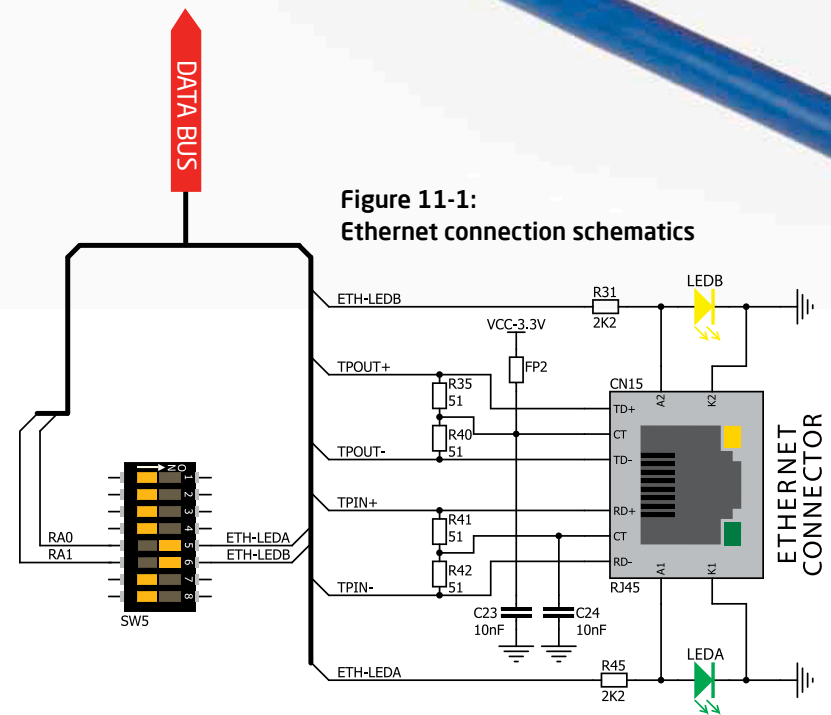 DATA BUS
Figure 11-1:
Ethernet connection schematics
LEDB
ETH-LEDB
R31
2K2
VCC-3.3V
FP2
TPOUT+
R35
51
CN15
A2
K2
TD+
CT
R40
51
TPOUT-
TD-
ETHERNET
CONNECTOR
TPIN+
RD+
R41
51
CT
R42
51
TPIN-
RD-
A1
K1
RJ45
C23
10nF
C24
10nF
ON
1
2
3
4
RA0
5
ETH-LEDA
RA1
6
ETH-LEDB
7
8
SW5
LEDA
ETH-LEDA
R45
2K2